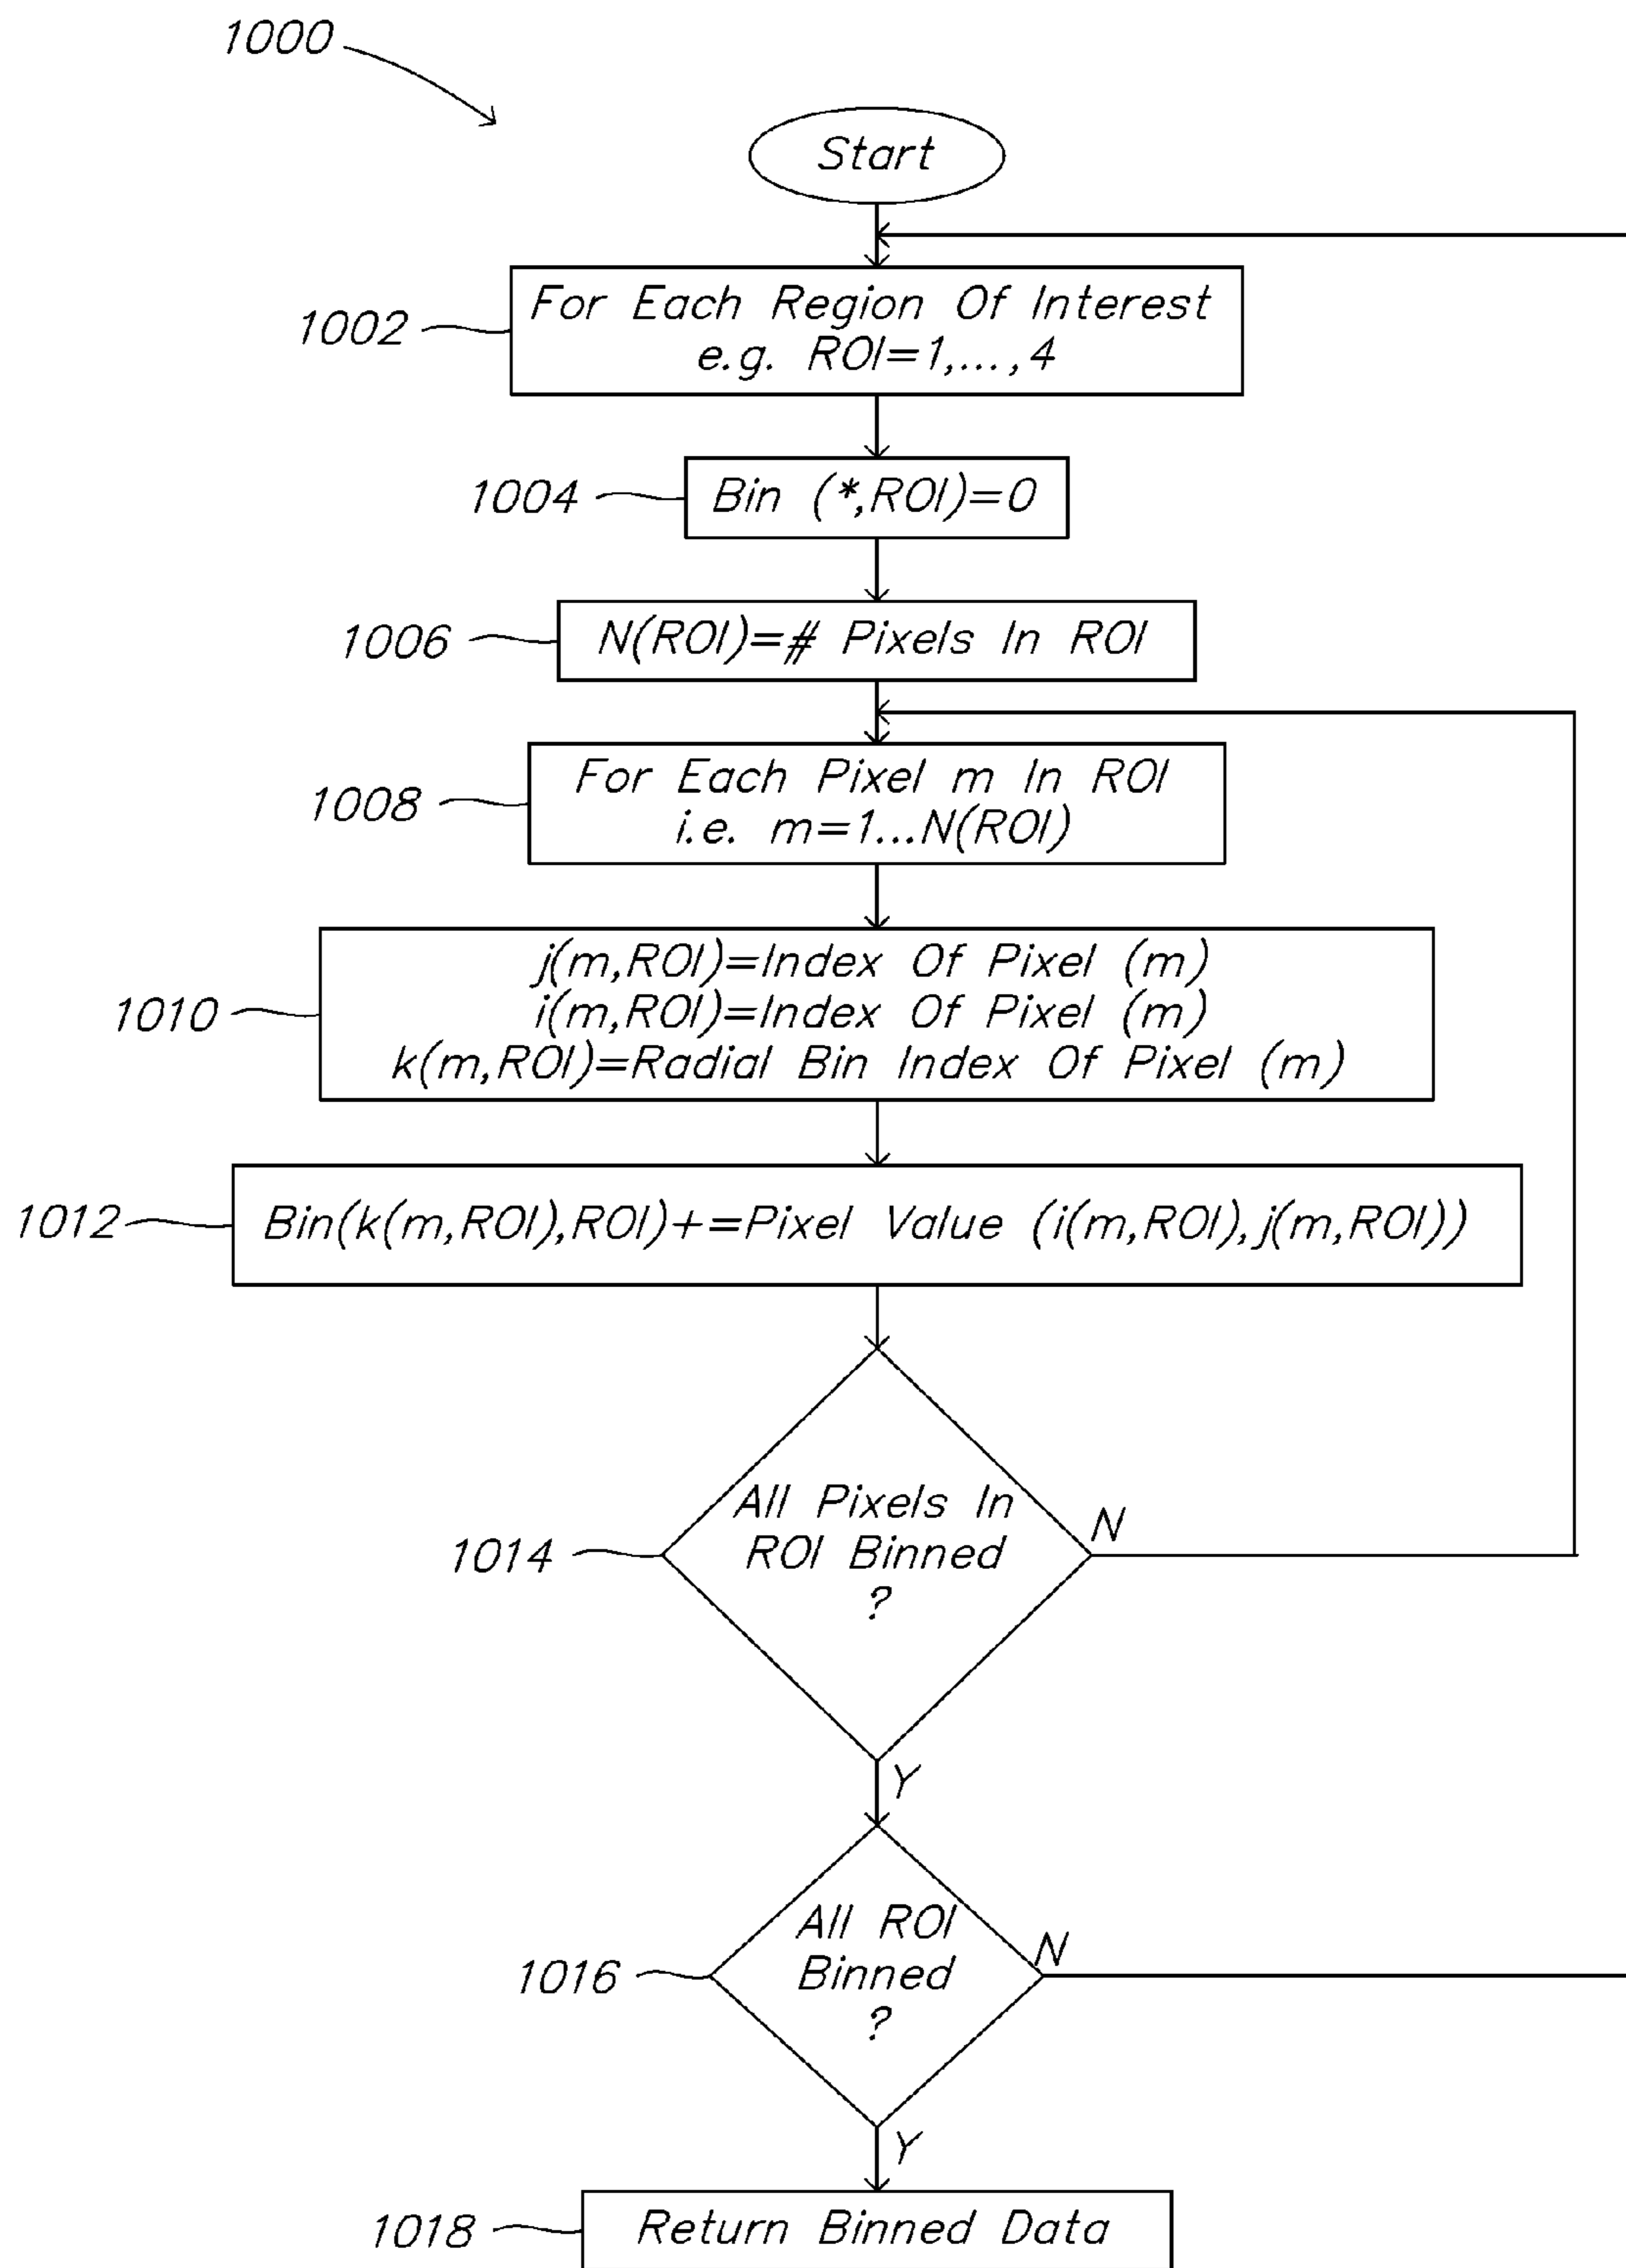 1000
Start
1002
For Each Region Of Interest
e.g. ROI=1,...,4
1004
Bin (*,ROI)=0
1006
N(ROI)=# Pixels In ROI
1008
For Each Pixel m In ROI
i.e. m=1...N(ROI)
1010
j(m,ROI)=Index Of Pixel (m)
i(m,ROI)=Index Of Pixel (m)
k(m,ROI)=Radial Bin Index Of Pixel (m)
1012
Bin(k(m,ROI),ROI)+=Pixel Value (i(m,ROI),j(m,ROI))
1014
All Pixels In
ROI Binned
?
N
Y
1016
All ROI
Binned
?
N
Y
1018
Return Binned Data